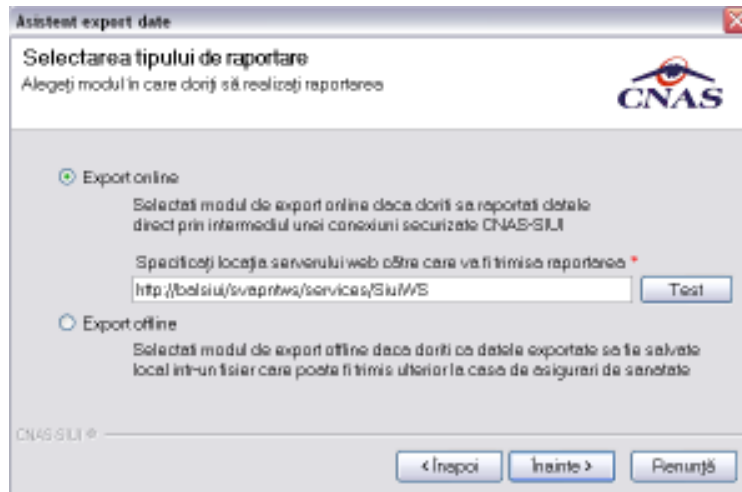 Asistent export date
Selectarea tipului de raportare
Alegeți modul în care doriți să realizați raportarea
CNAS
Export online
Selectati modul de export online daca doriti sa raportati datele
direct prin intermediul unei conexiuni securizate CNAS-SIUI
Specificați locația serverului web către care va fi trimisa raportarea *
http://balsiui/svapntws/services/SiuiWS
Test
Export offline
Selectati modul de export offline daca doriti ca datele exportate sa fie salvate
local intr-un fisier care poate fi trimis ulterior la casa de asigurari de sanatate
CNAS-SIUI ©
< Înapoi
Înainte >
Renunță